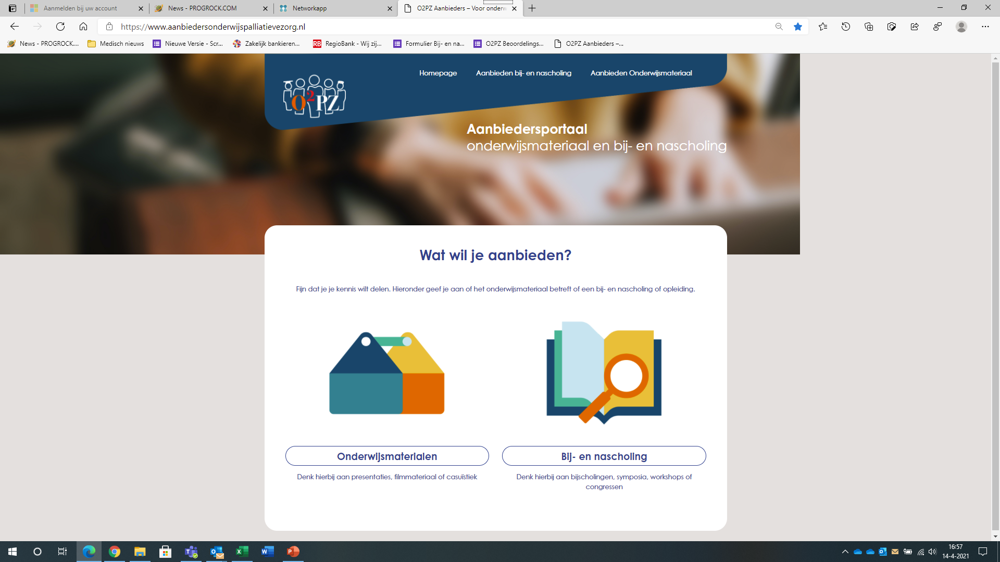 Aanmelden bij uw account
News - PROGROCK.COM
Networkapp
O2PZ Aanbieders – Voor onderw
https://www.aanbiedersonderwijspalliatievezorg.nl
News - PROGROCK....
Medisch nieuws
Nieuwe Versie - Scr...
Zakelijk bankieren...
RB
RegioBank - Wij zij...
Formulier Bij- en na...
O2PZ Beoordelings...
O2PZ Aanbieders –...
Homepage
Aanbieden bij- en nascholing
Aanbieden Onderwijsmateriaal
O²PZ
Aanbiedersportaal
onderwijsmateriaal en bij- en nascholing
Wat wil je aanbieden?
Fijn dat je je kennis wilt delen. Hieronder geef je aan of het onderwijsmateriaal betreft of een bij- en nascholing of opleiding.
Onderwijsmaterialen
Denk hierbij aan presentaties, filmmateriaal of casuïstiek
Bij- en nascholing
Denk hierbij aan bijscholingen, symposia, workshops of
congressen
16:57
14-4-2021